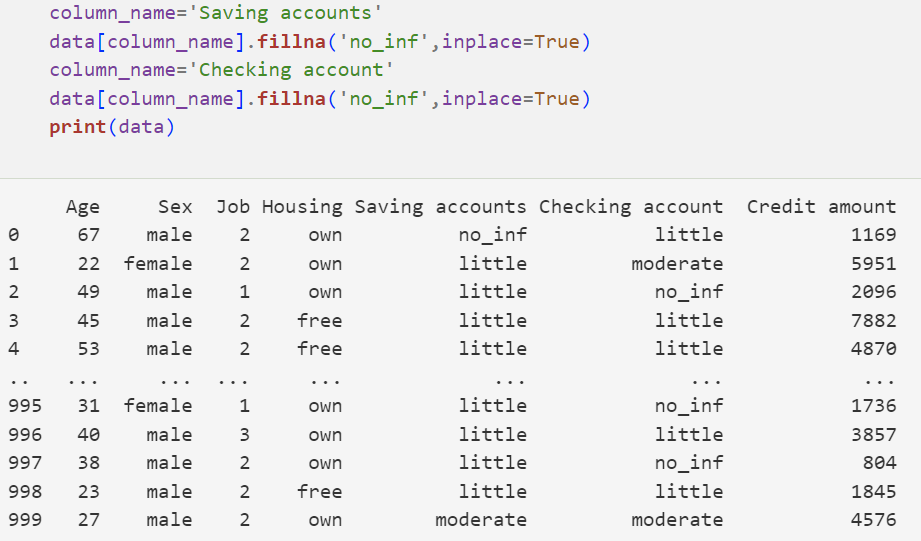 column_name='Saving accounts'
data[column_name].fillna('no_inf',inplace=True)
column_name='Checking account'
data[column_name].fillna('no_inf',inplace=True)
print(data)
Age Sex Job Housing Saving accounts Checking account Credit amount
0 67 male 2 own no_inf little 1169
1 22 female 2 own little moderate 5951
2 49 male 1 own little no_inf 2096
3 45 male 2 free little little 7882
4 53 male 2 free little little 4870
.. ... ... ... ... ... ... ...
995 31 female 1 own little no_inf 1736
996 40 male 3 own little little 3857
997 38 male 2 own little no_inf 804
998 23 male 2 free little little 1845
999 27 male 2 own moderate moderate 4576